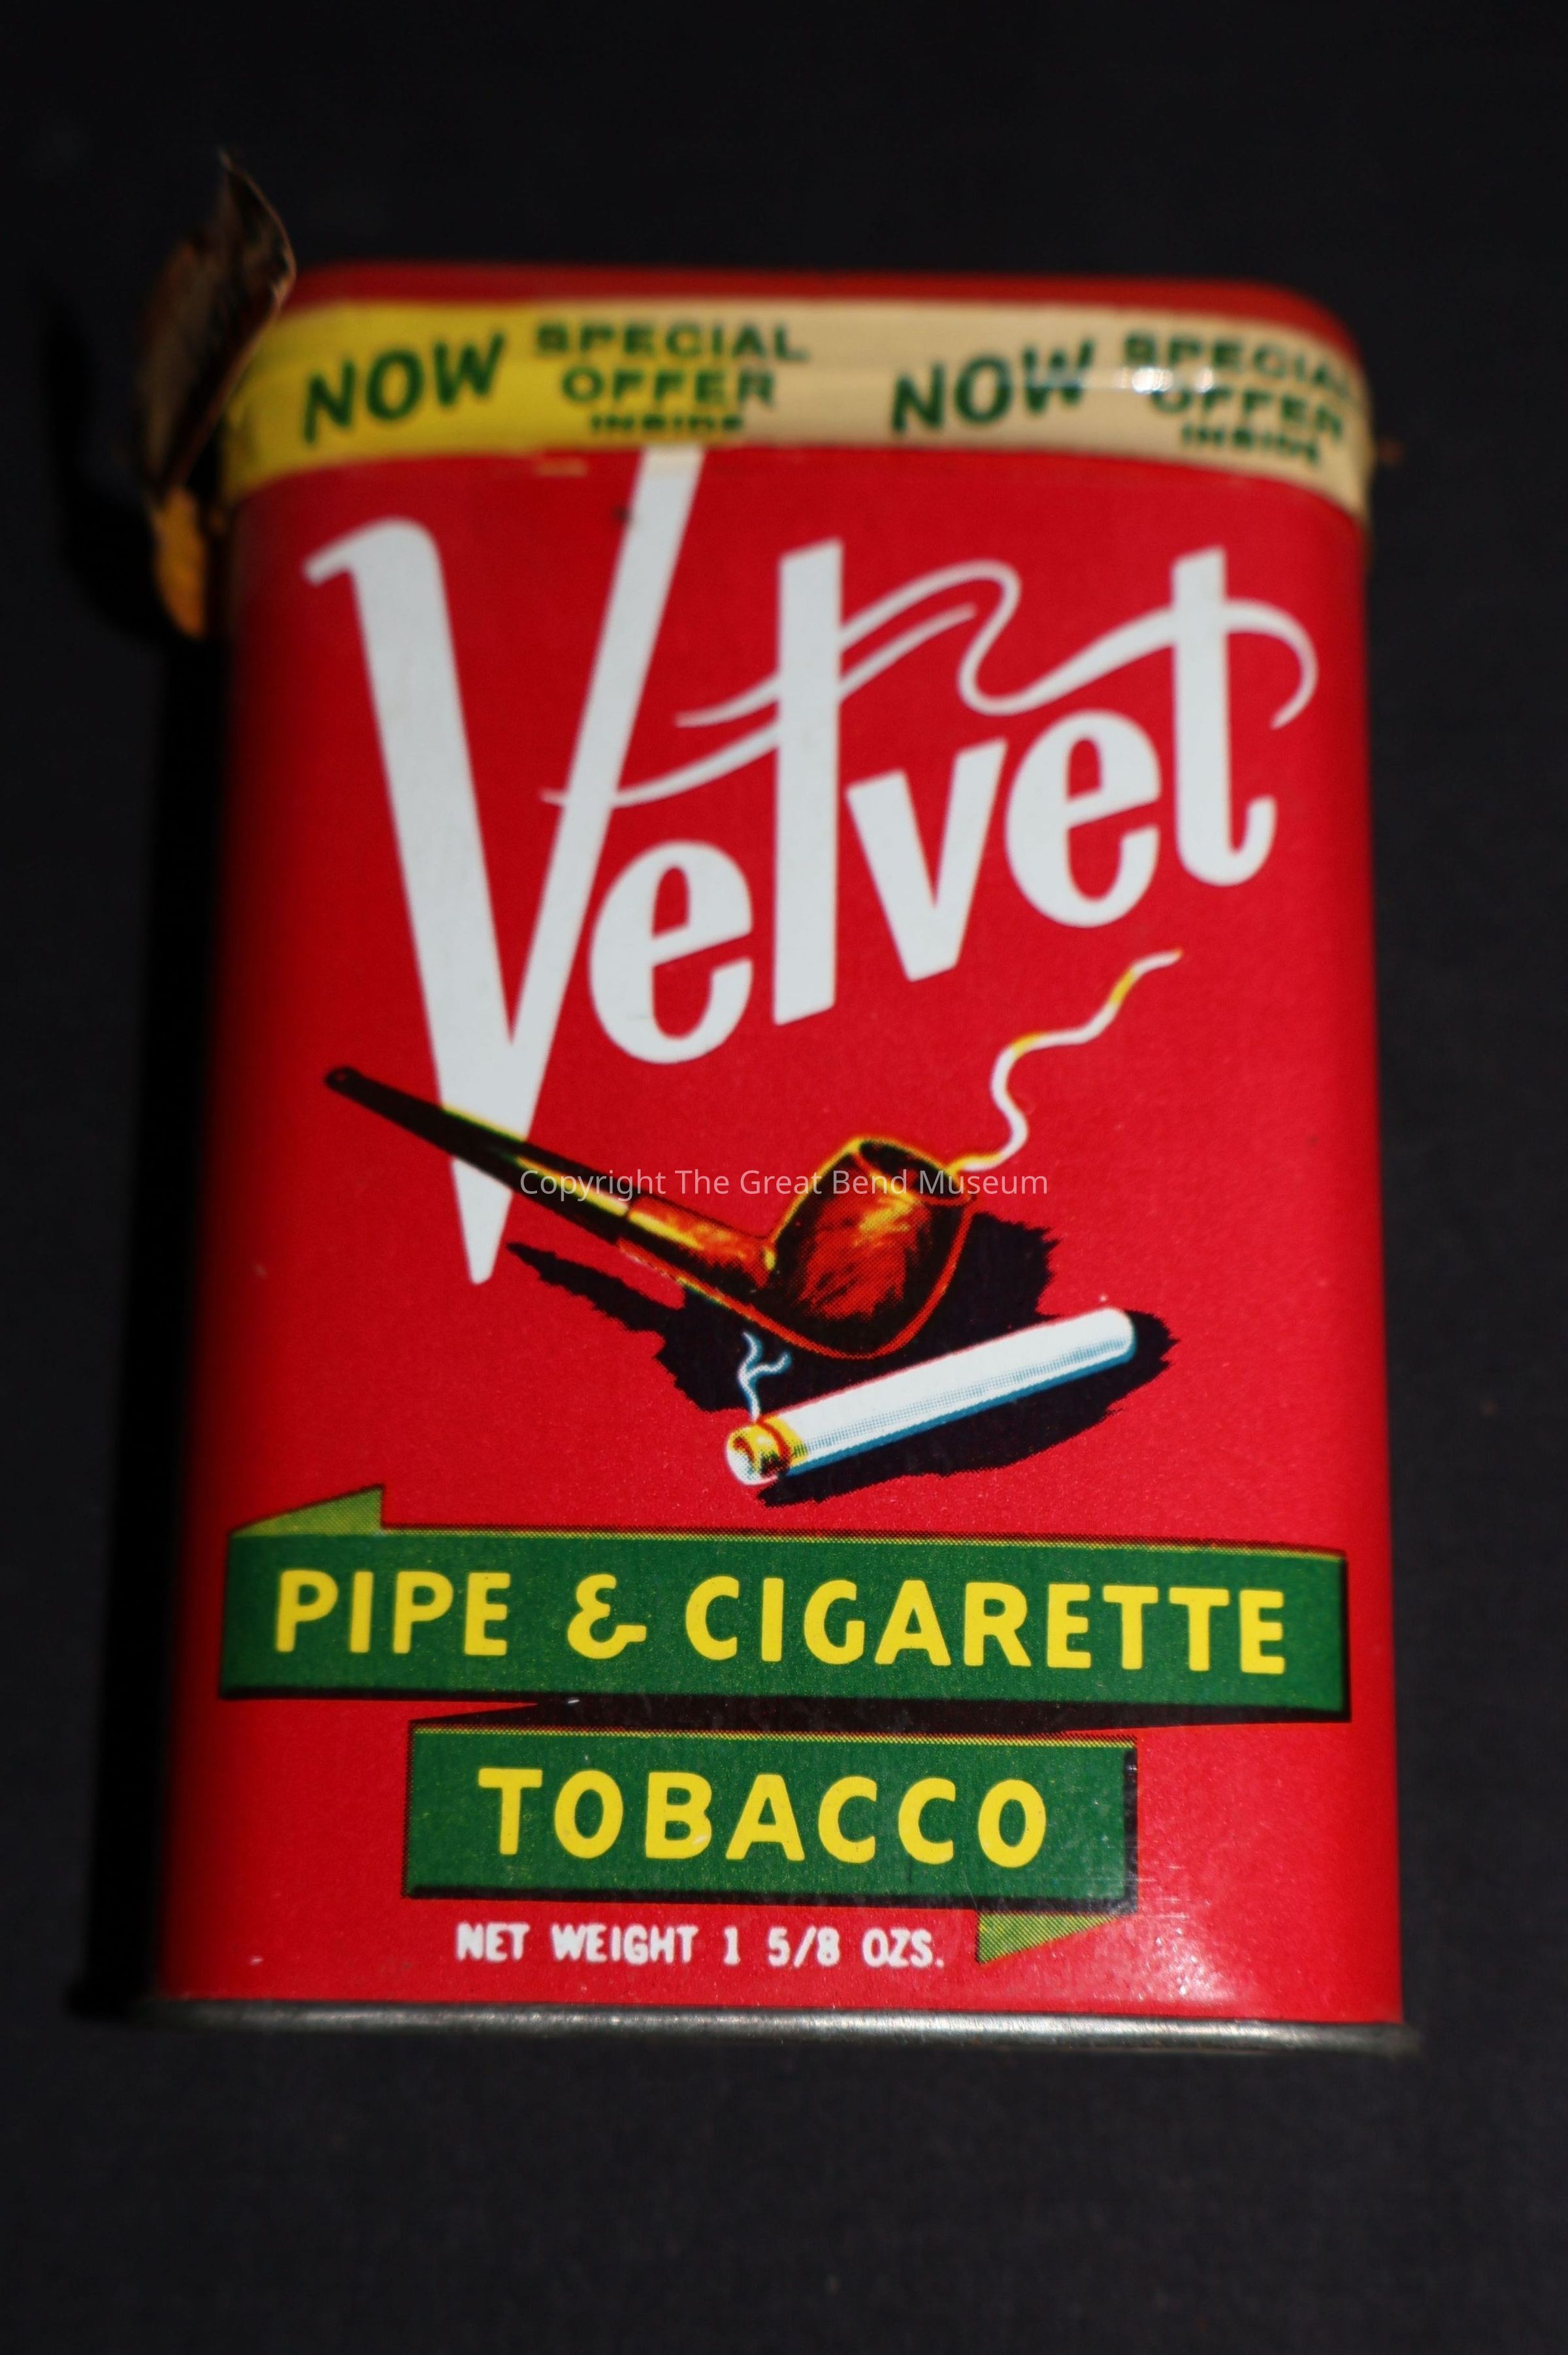 NOW SPECIAL OFFER INSIDE NOW SPECIAL OFFER INSIDE
Velvet
Copyright The Great Bend Museum
PIPE & CIGARETTE
TOBACCO
NET WEIGHT 1 5/8 OZS.